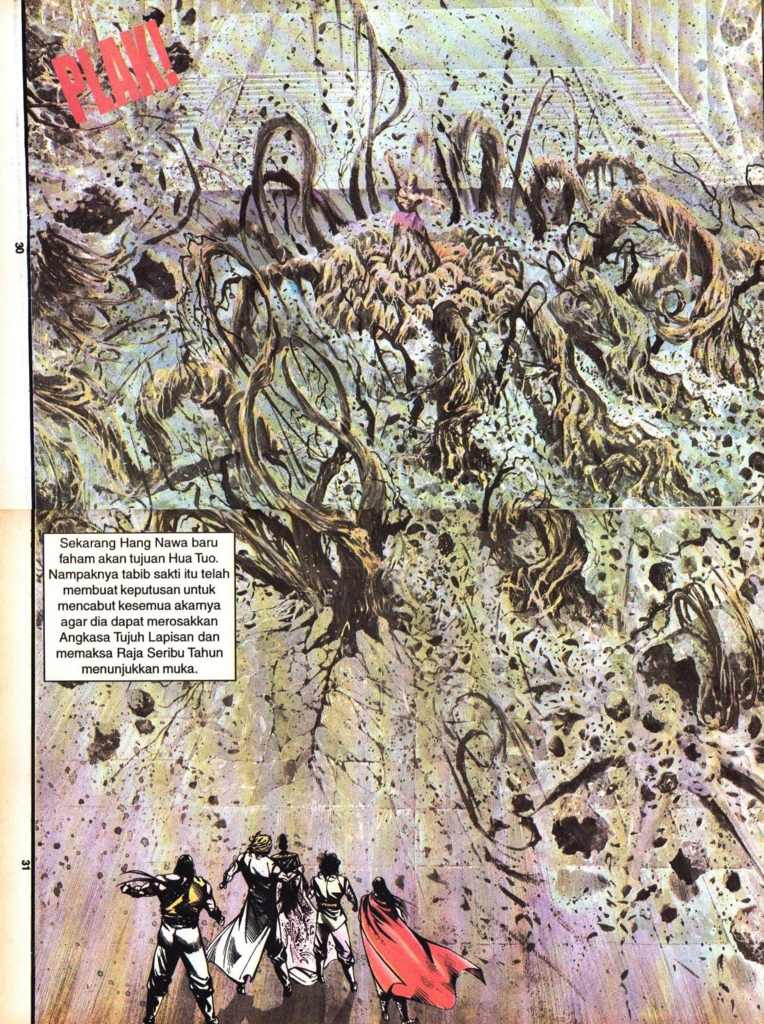 PLAK!
30
Sekarang Hang Nawa baru
faham akan tujuan Hua Tuo.
Nampaknya tabib sakti itu telah
membuat keputusan untuk
mencabut kesemua akarnya
agar dia dapat merosakkan
Angkasa Tujuh Lapisan dan
memaksa Raja Seribu Tahun
menunjukkan muka.
31